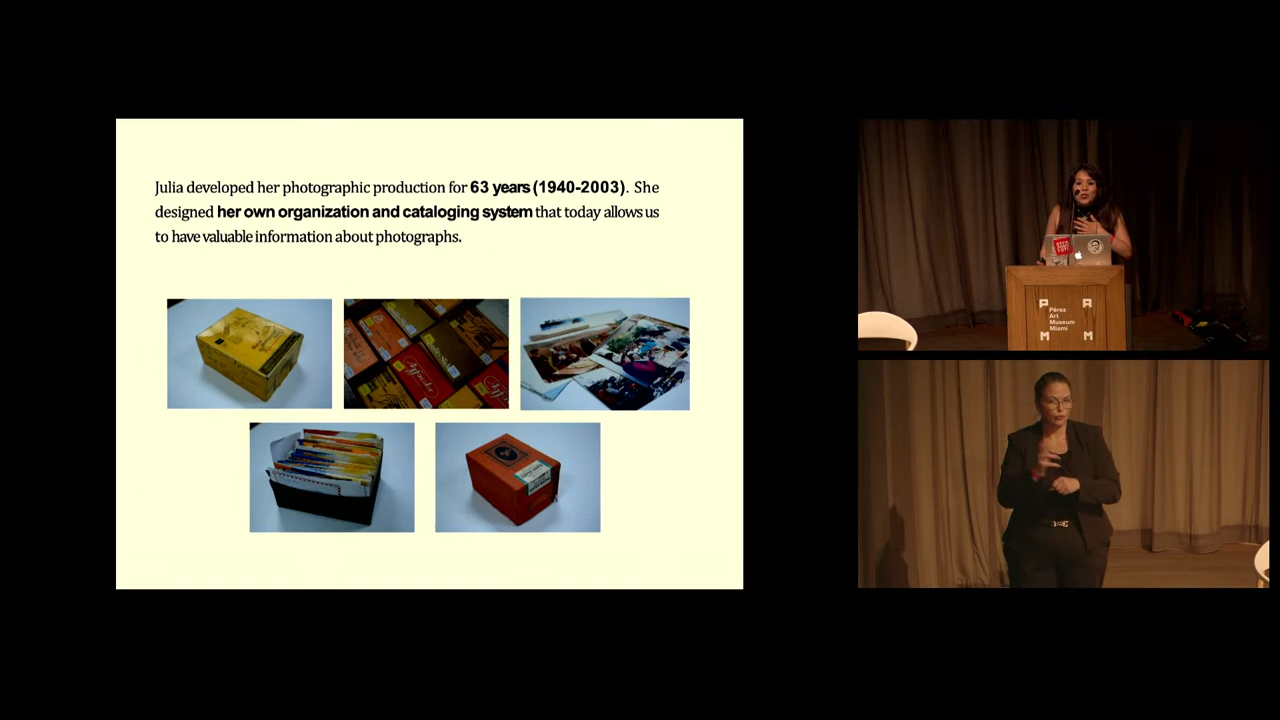 Julia developed her photographic production for 63 years (1940-2003). She
designed her own organization and cataloging system that today allows us
to have valuable information about photographs.
P A
Pérez
Art
Museum
Miami
M M